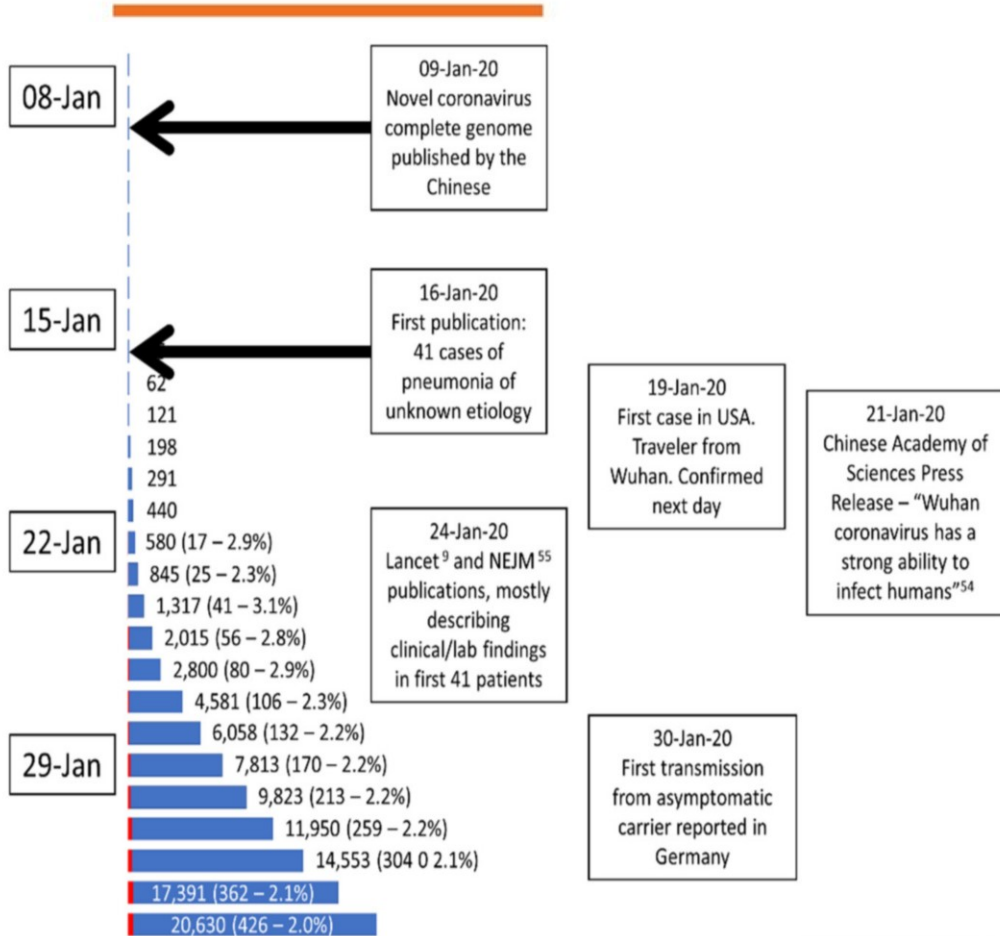 08-Jan
09-Jan-20
Novel coronavirus
complete genome
published by the
Chinese
15-Jan
16-Jan-20
First publication:
41 cases of
pneumonia of
unknown etiology
62
121
198
291
440
19-Jan-20
First case in USA.
Traveler from
Wuhan. Confirmed
next day
21-Jan-20
Chinese Academy of
Sciences Press
Release – “Wuhan
coronavirus has a
strong ability to
infect humans”54
22-Jan
580 (17 – 2.9%)
845 (25 – 2.3%)
1,317 (41 – 3.1%)
2,015 (56 – 2.8%)
2,800 (80 – 2.9%)
4,581 (106 – 2.3%)
6,058 (132 – 2.2%)
24-Jan-20
Lancet 9 and NEJM 55
publications, mostly
describing
clinical/lab findings
in first 41 patients
29-Jan
7,813 (170 – 2.2%)
9,823 (213 – 2.2%)
11,950 (259 – 2.2%)
14,553 (304 0 2.1%)
17,391 (362 – 2.1%)
20,630 (426 – 2.0%)
30-Jan-20
First transmission
from asymptomatic
carrier reported in
Germany